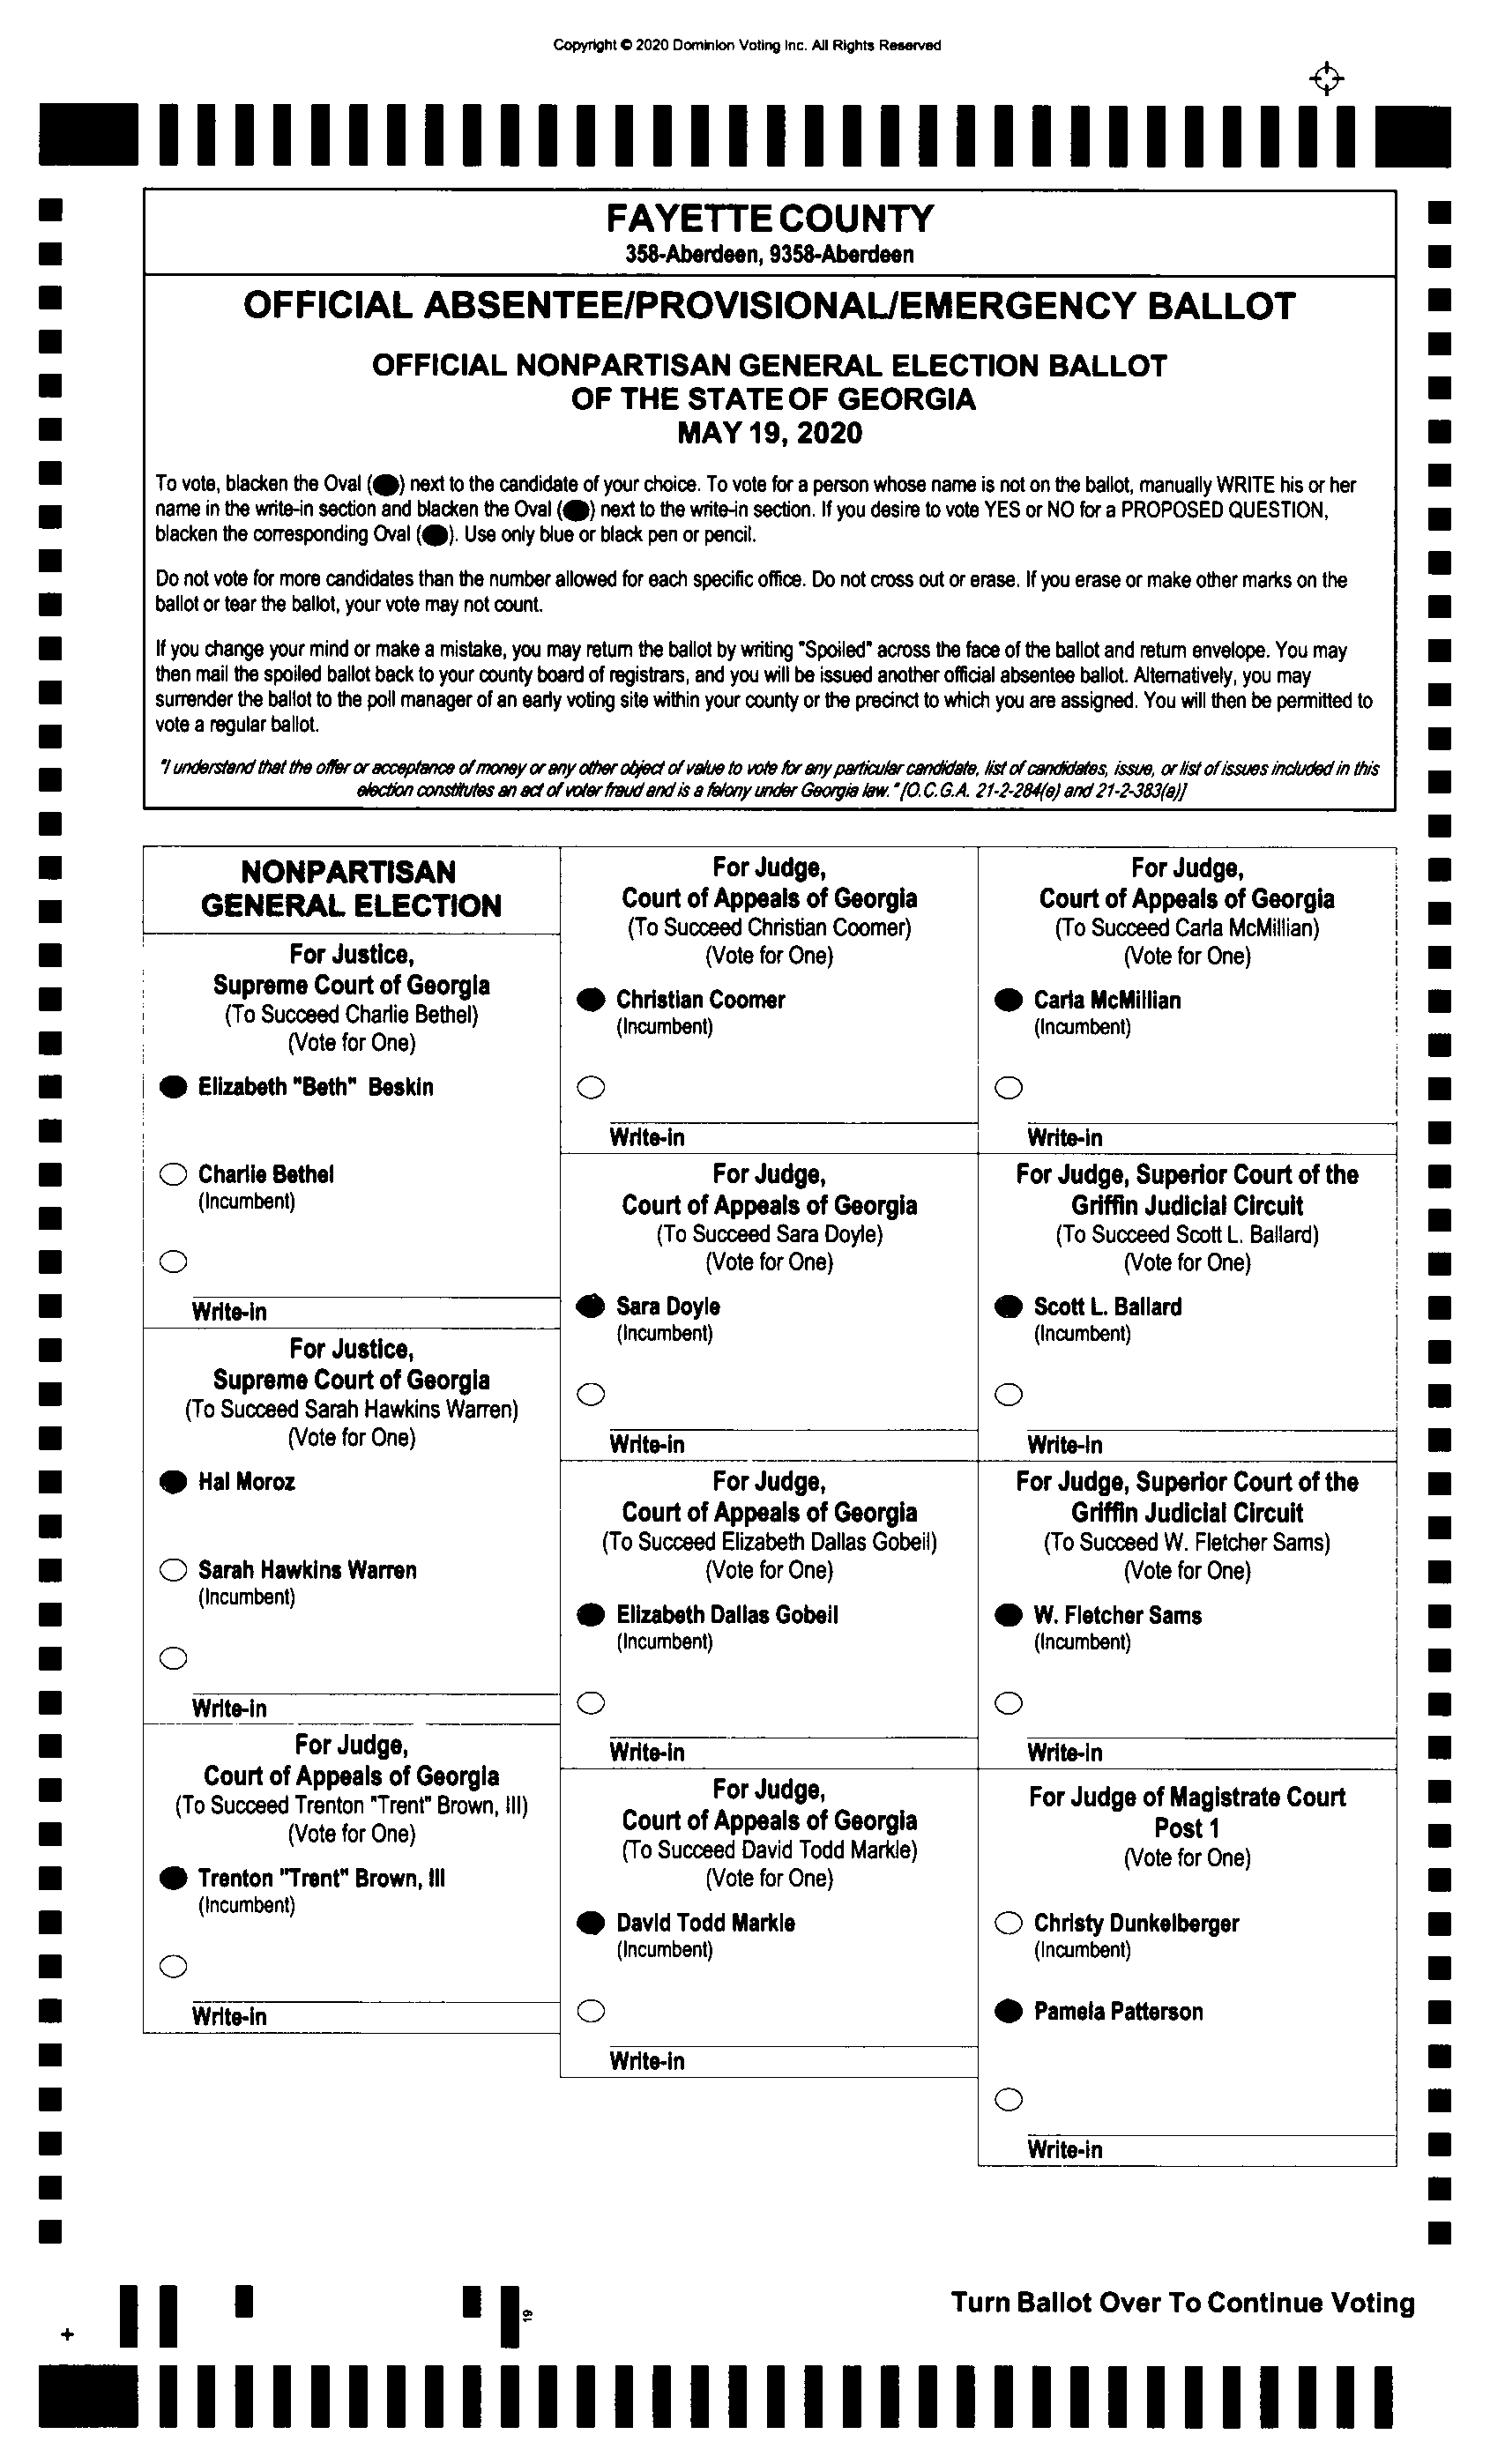 Copyright © 2020 Dominion Voting Inc. All Rights Reserved
FAYETTE COUNTY
358-Aberdeen, 9358-Aberdeen
OFFICIAL ABSENTEE/PROVISIONAL/EMERGENCY BALLOT
OFFICIAL NONPARTISAN GENERAL ELECTION BALLOT
OF THE STATE OF GEORGIA
MAY 19, 2020
To vote, blacken the Oval (●) next to the candidate of your choice. To vote for a person whose name is not on the ballot, manually WRITE his or her
name in the write-in section and blacken the Oval (●) next to the write-in section. If you desire to vote YES or NO for a PROPOSED QUESTION,
blacken the corresponding Oval (●). Use only blue or black pen or pencil.
Do not vote for more candidates than the number allowed for each specific office. Do not cross out or erase. If you erase or make other marks on the
ballot or tear the ballot, your vote may not count.
If you change your mind or make a mistake, you may return the ballot by writing "Spoiled" across the face of the ballot and return envelope. You may
then mail the spoiled ballot back to your county board of registrars, and you will be issued another official absentee ballot. Alternatively, you may
surrender the ballot to the poll manager of an early voting site within your county or the precinct to which you are assigned. You will then be permitted to
vote a regular ballot.
"I understand that the offer or acceptance of money or any other object of value to vote for any particular candidate, list of candidates, issue, or list of issues included in this
election constitutes an act of voter fraud and is a felony under Georgia law." [O.C.G.A. 21-2-284(e) and 21-2-383(a)]
NONPARTISAN
GENERAL ELECTION
For Justice,
Supreme Court of Georgia
(To Succeed Charlie Bethel)
(Vote for One)
Elizabeth "Beth" Beskin
Charlie Bethel
(Incumbent)
Write-in
For Justice,
Supreme Court of Georgia
(To Succeed Sarah Hawkins Warren)
(Vote for One)
Hal Moroz
Sarah Hawkins Warren
(Incumbent)
Write-in
For Judge,
Court of Appeals of Georgia
(To Succeed Trenton "Trent" Brown, III)
(Vote for One)
Trenton "Trent" Brown, III
(Incumbent)
Write-in
For Judge,
Court of Appeals of Georgia
(To Succeed Christian Coomer)
(Vote for One)
Christian Coomer
(Incumbent)
Write-in
For Judge,
Court of Appeals of Georgia
(To Succeed Sara Doyle)
(Vote for One)
Sara Doyle
(Incumbent)
Write-in
For Judge,
Court of Appeals of Georgia
(To Succeed Elizabeth Dallas Gobeil)
(Vote for One)
Elizabeth Dallas Gobeil
(Incumbent)
Write-in
For Judge,
Court of Appeals of Georgia
(To Succeed David Todd Markle)
(Vote for One)
David Todd Markle
(Incumbent)
Write-in
For Judge,
Court of Appeals of Georgia
(To Succeed Carla McMillian)
(Vote for One)
Carla McMillian
(Incumbent)
Write-in
For Judge, Superior Court of the
Griffin Judicial Circuit
(To Succeed Scott L. Ballard)
(Vote for One)
Scott L. Ballard
(Incumbent)
Write-in
For Judge, Superior Court of the
Griffin Judicial Circuit
(To Succeed W. Fletcher Sams)
(Vote for One)
W. Fletcher Sams
(Incumbent)
Write-in
For Judge of Magistrate Court
Post 1
(Vote for One)
Christy Dunkelberger
(Incumbent)
Pamela Patterson
Write-in
19
Turn Ballot Over To Continue Voting